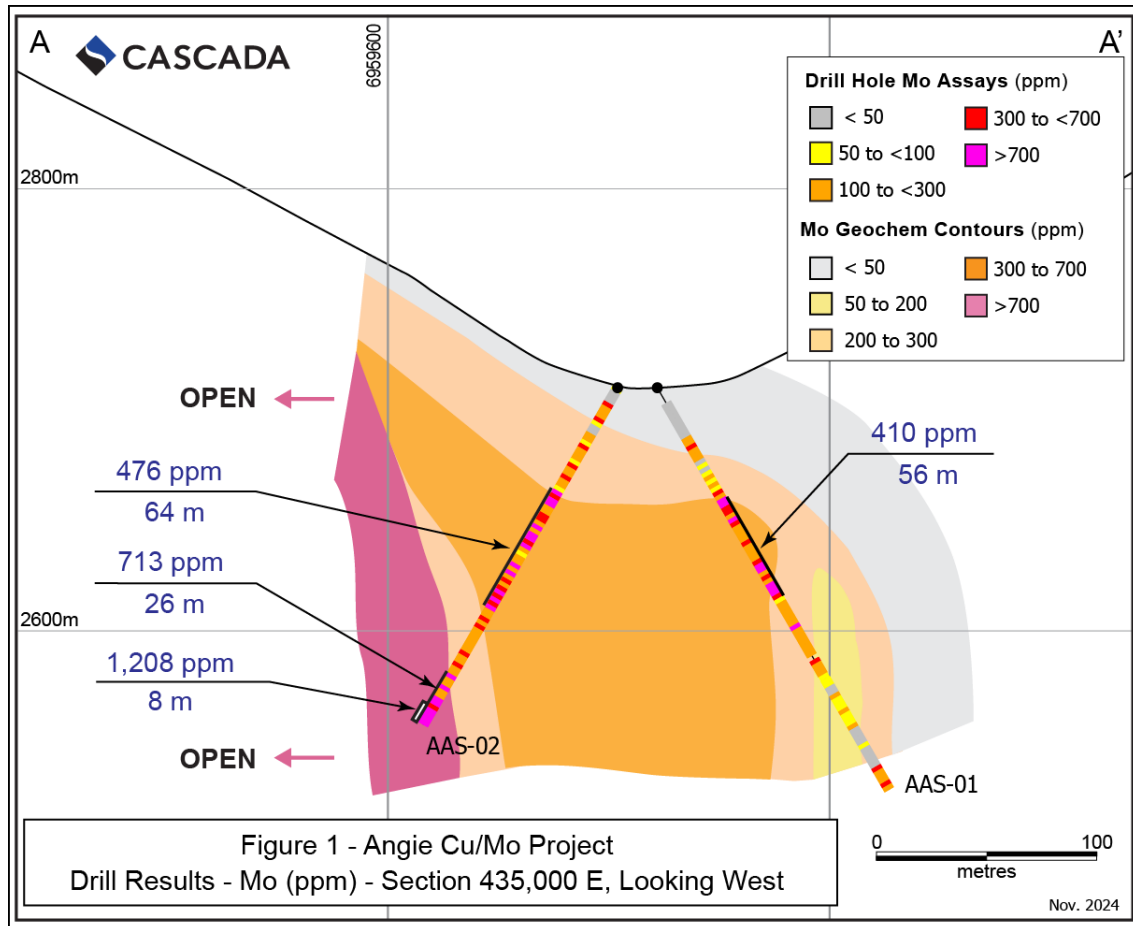 A
CASCADA
6959600
A'
Drill Hole Mo Assays (ppm)
< 50
300 to <700
50 to <100
>700
100 to <300
Mo Geochem Contours (ppm)
< 50
300 to 700
50 to 200
>700
200 to 300
2800m
OPEN
410 ppm
56 m
476 ppm
64 m
713 ppm
26 m
2600m
1,208 ppm
8 m
AAS-02
OPEN
AAS-01
Figure 1 - Angie Cu/Mo Project
Drill Results - Mo (ppm) - Section 435,000 E, Looking West
0 100
metres
Nov. 2024